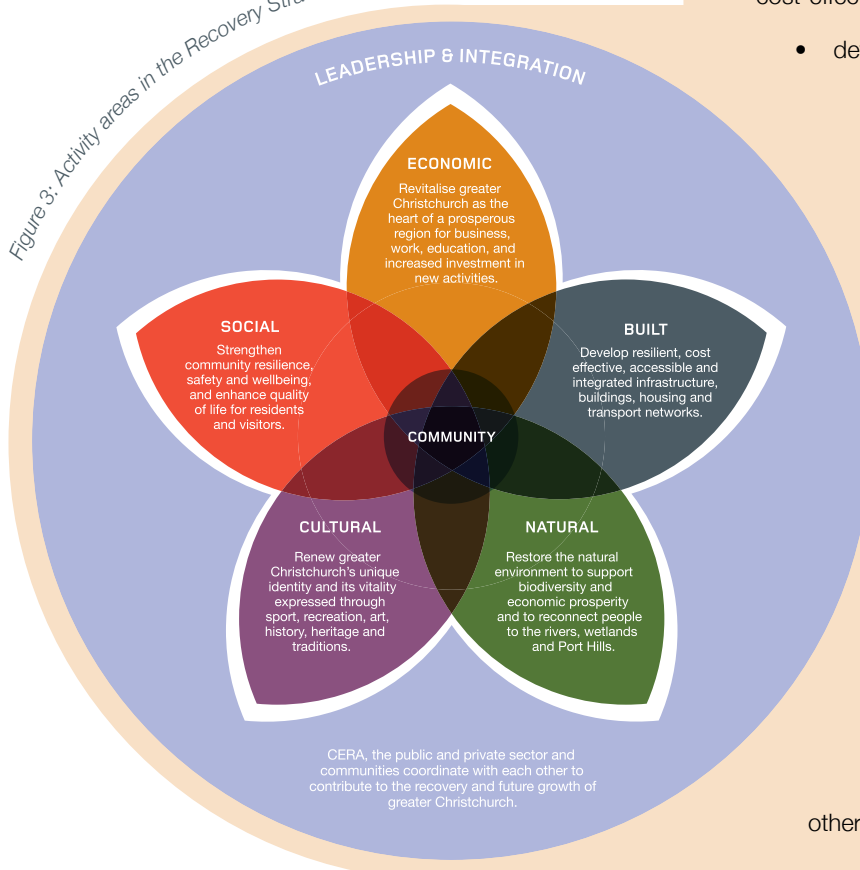 Figure 3: Activity areas in the Recovery
LEADERSHIP & INTEGRATION
• de
ECONOMIC
Revitalise greater
Christchurch as the
heart of a prosperous
region for business,
work, education, and
increased investment in
new activities.
SOCIAL
Strengthen
community resilience,
safety and wellbeing,
and enhance quality
of life for residents
and visitors.
BUILT
Develop resilient, cost
effective, accessible and
integrated infrastructure,
buildings, housing and
transport networks.
COMMUNITY
CULTURAL
Renew greater
Christchurch's unique
identity and its vitality
expressed through
sport, recreation, art,
history, heritage and
traditions.
NATURAL
Restore the natural
environment to support
biodiversity and
economic prosperity
and to reconnect people
to the rivers, wetlands
and Port Hills.
CERA, the public and private sector and
communities coordinate with each other to
contribute to the recovery and future growth of
greater Christchurch.
other